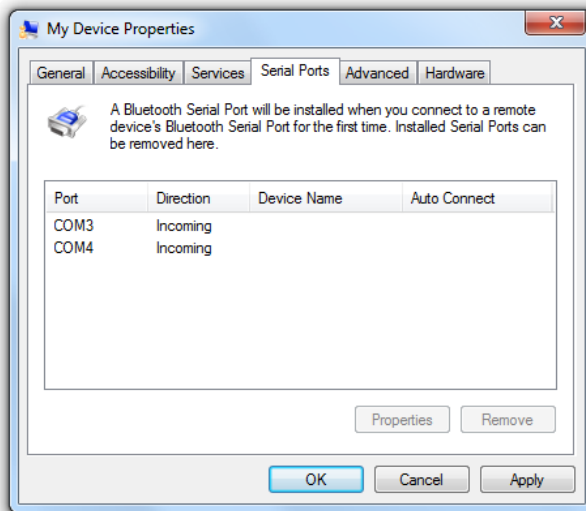 My Device Properties
General Accessibility Services Serial Ports Advanced Hardware
A Bluetooth Serial Port will be installed when you connect to a remote
device's Bluetooth Serial Port for the first time. Installed Serial Ports can
be removed here.
Port Direction Device Name Auto Connect
COM3 Incoming
COM4 Incoming
Properties Remove
OK Cancel Apply